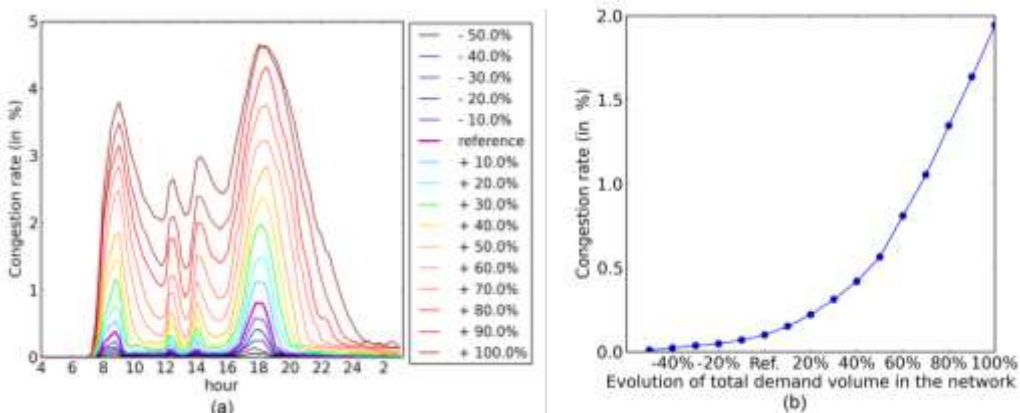 5
4
3
2
1
0
Congestion rate (in %)
4 6 8 10 12 14 16 18 20 22 24 2
hour
(a)
- 50.0%
- 40.0%
- 30.0%
- 20.0%
- 10.0%
reference
+ 10.0%
+ 20.0%
+ 30.0%
+ 40.0%
+ 50.0%
+ 60.0%
+ 70.0%
+ 80.0%
+ 90.0%
+ 100.0%
2.0
1.5
1.0
0.5
0.0
Congestion rate (in %)
-40% -20% Ref. 20% 40% 60% 80% 100%
Evolution of total demand volume in the network
(b)